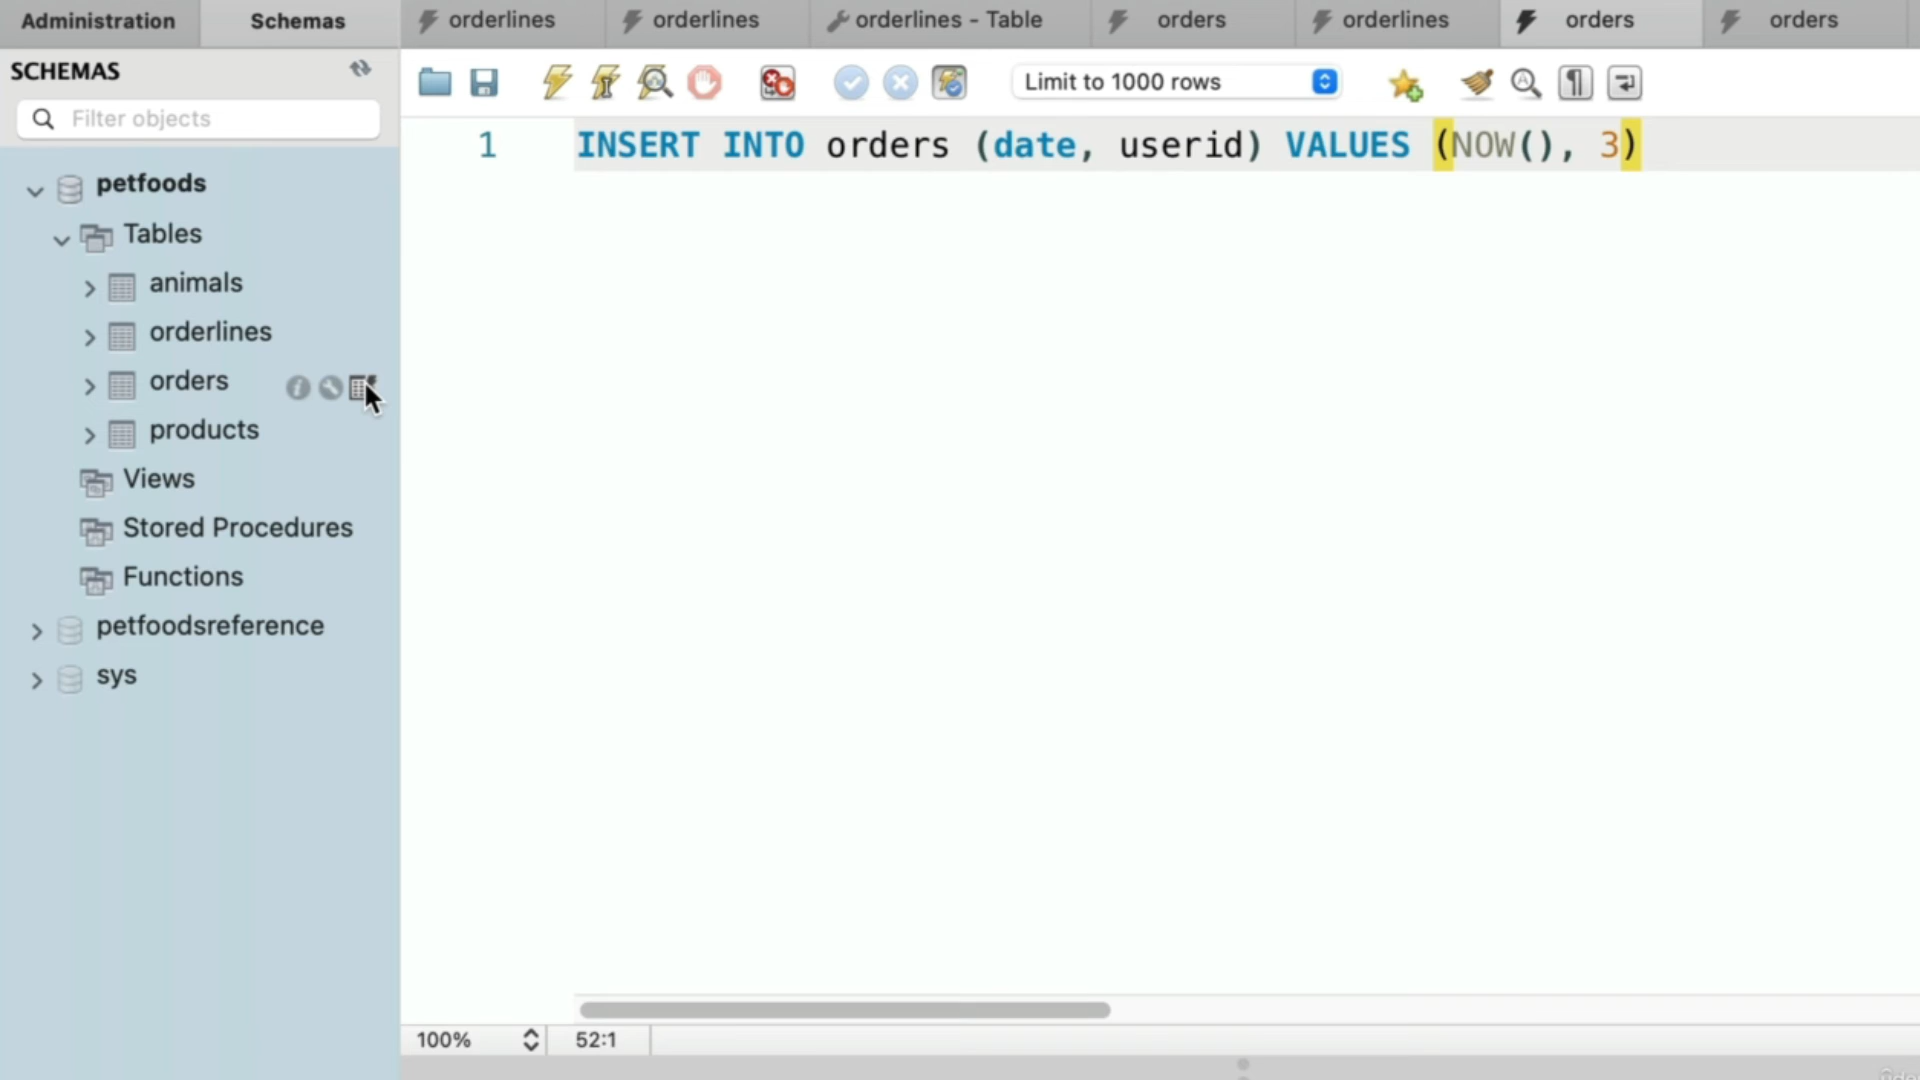 Administration
Schemas
orderlines
orderlines
orderlines - Table
orders
orderlines
orders
orders
SCHEMAS
Filter objects
Limit to 1000 rows
petfoods
Tables
animals
orderlines
orders
products
Views
Stored Procedures
Functions
petfoodsreference
sys
1
INSERT INTO orders (date, userid) VALUES (NOW(), 3)
100%
52:1